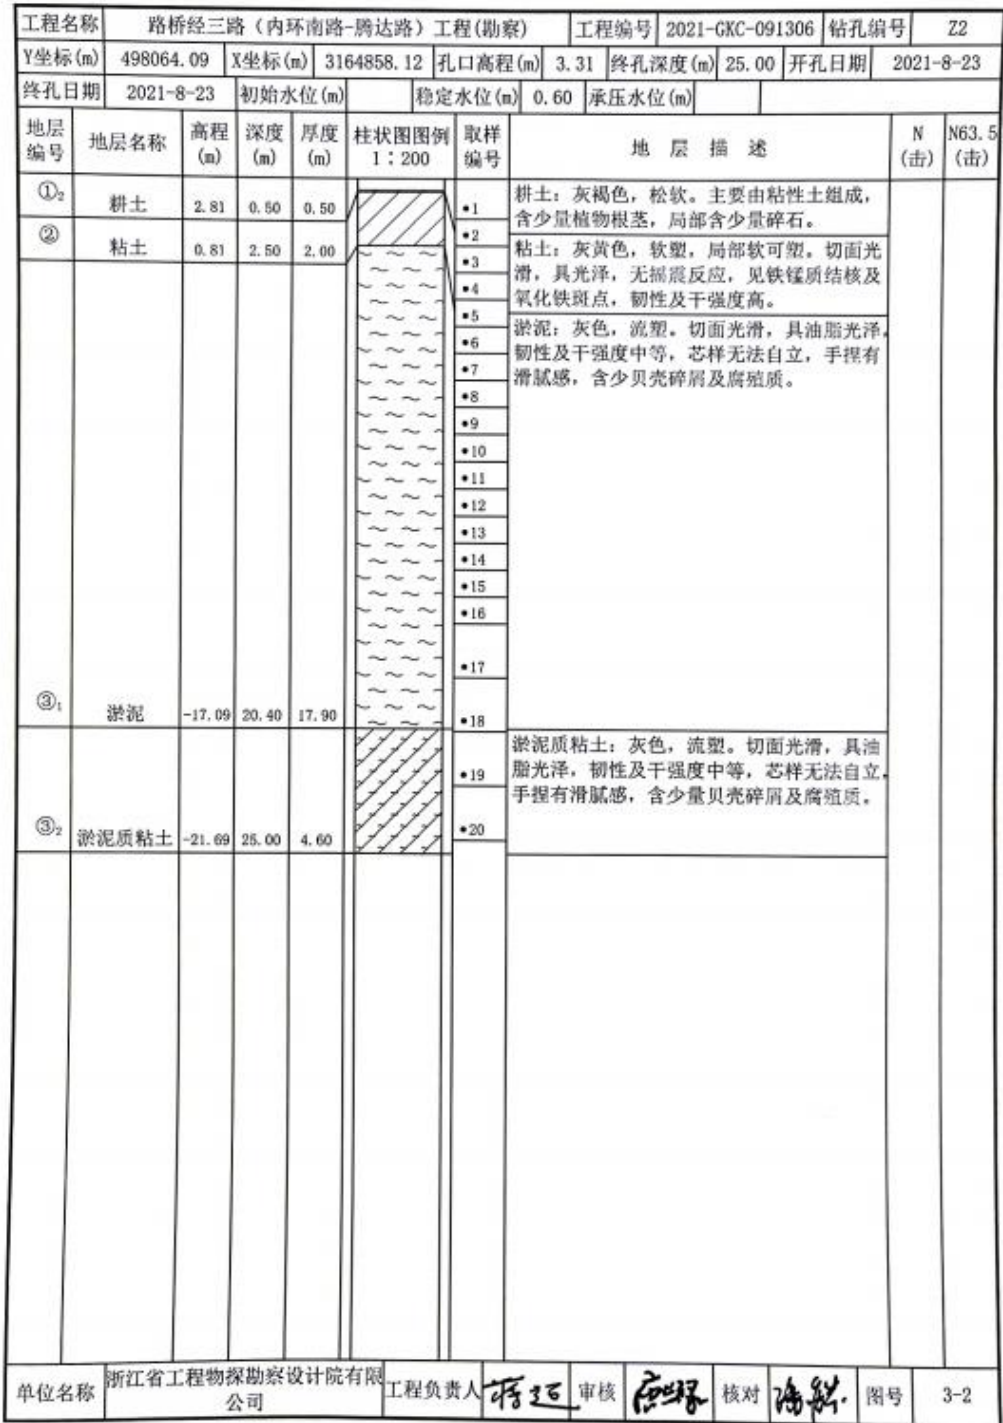 工程名称 路桥经三路（内环南路-腾达路）工程(勘察) 工程编号 2021-GKC-091306 钻孔编号 Z2
Y坐标(m) 498064.09 X坐标(m) 3164858.12 孔口高程(m) 3.31 终孔深度(m) 25.00 开孔日期 2021-8-23
终孔日期 2021-8-23 初始水位(m) 稳定水位(m) 0.60 承压水位(m)
地层编号 地层名称 高程(m) 深度(m) 厚度(m) 柱状图图例 1：200 取样编号 地层描述 N(击) N63.5(击)
①₂ 耕土 2.81 0.50 0.50
耕土：灰褐色，松软。主要由粘性土组成，
含少量植物根茎，局部含少量碎石。
② 粘土 0.81 2.50 2.00
粘土：灰黄色，软塑，局部软可塑。切面光
滑，具光泽，无摇震反应，见铁锰质结核及
氧化铁斑点，韧性及干强度高。
淤泥：灰色，流塑。切面光滑，具油脂光泽，
韧性及干强度中等，芯样无法自立，手捏有
滑腻感，含少贝壳碎屑及腐殖质。
•1
•2
•3
•4
•5
•6
•7
•8
•9
•10
•11
•12
•13
•14
•15
•16
•17
•18
③₁ 淤泥 -17.09 20.40 17.90
淤泥质粘土：灰色，流塑。切面光滑，具油
脂光泽，韧性及干强度中等，芯样无法自立，
手捏有滑腻感，含少量贝壳碎屑及腐殖质。
•19
•20
③₂ 淤泥质粘土 -21.69 25.00 4.60
单位名称 浙江省工程物探勘察设计院有限公司 工程负责人 审核 核对 图号 3-2